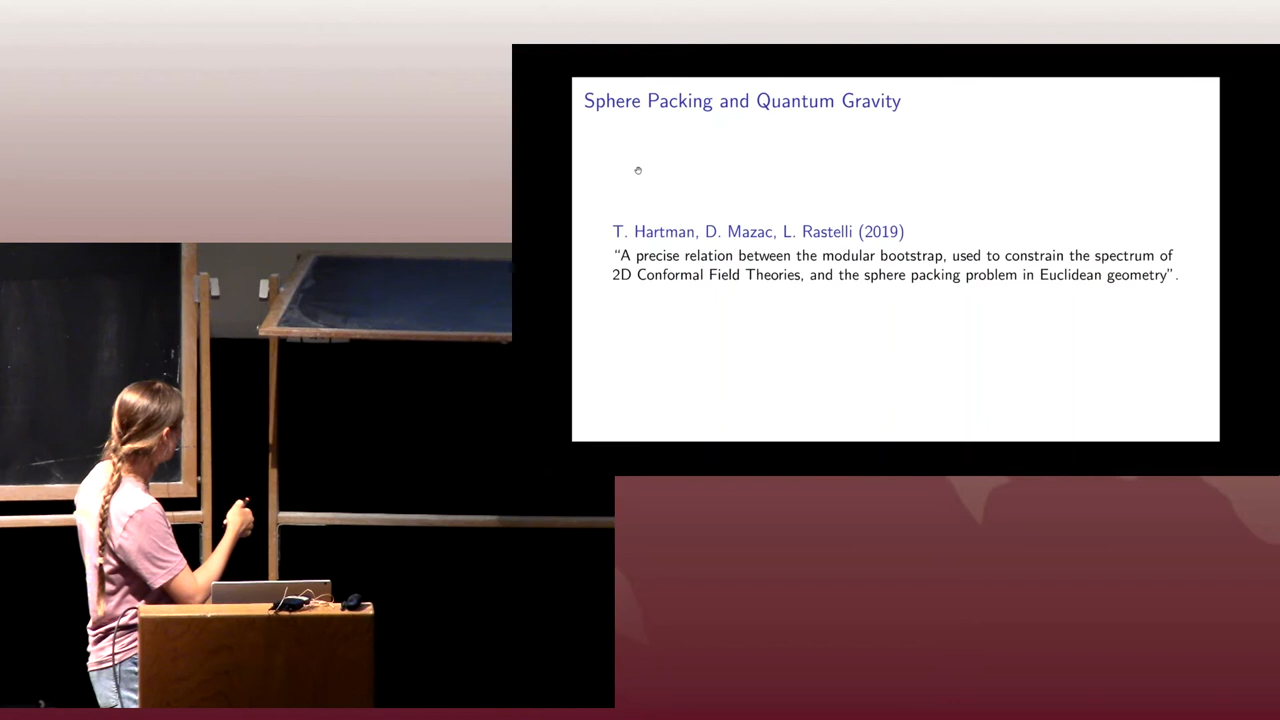 Sphere Packing and Quantum Gravity
T. Hartman, D. Mazac, L. Rastelli (2019)
“A precise relation between the modular bootstrap, used to constrain the spectrum of
2D Conformal Field Theories, and the sphere packing problem in Euclidean geometry”.